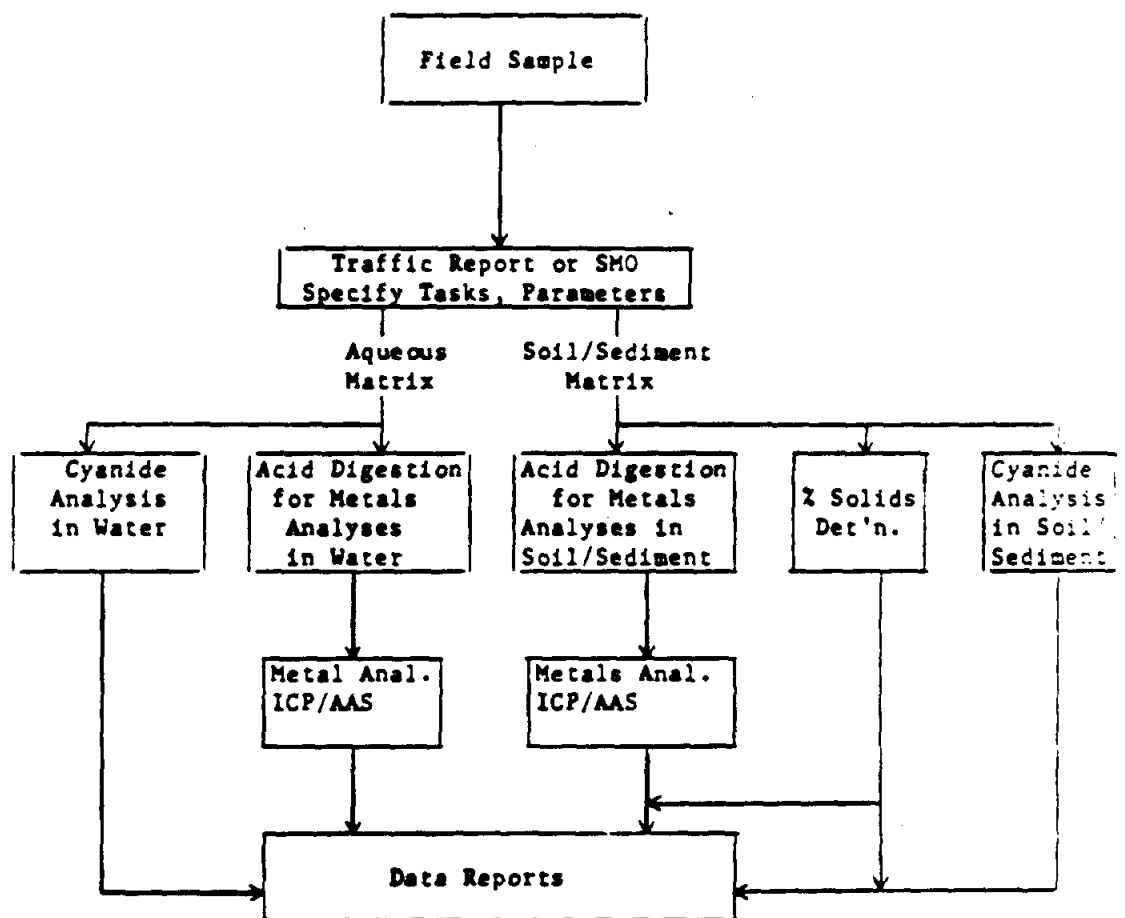 Field Sample
Traffic Report or SMO
Specify Tasks, Parameters
Aqueous
Matrix
Soil/Sediment
Matrix
Cyanide
Analysis
in Water
Acid Digestion
for Metals
Analyses
in Water
Acid Digestion
for Metals
Analyses in
Soil/Sediment
% Solids
Det'n.
Cyanide
Analysis
in Soil/
Sediment
Metal Anal.
ICP/AAS
Metals Anal.
ICP/AAS
Data Reports